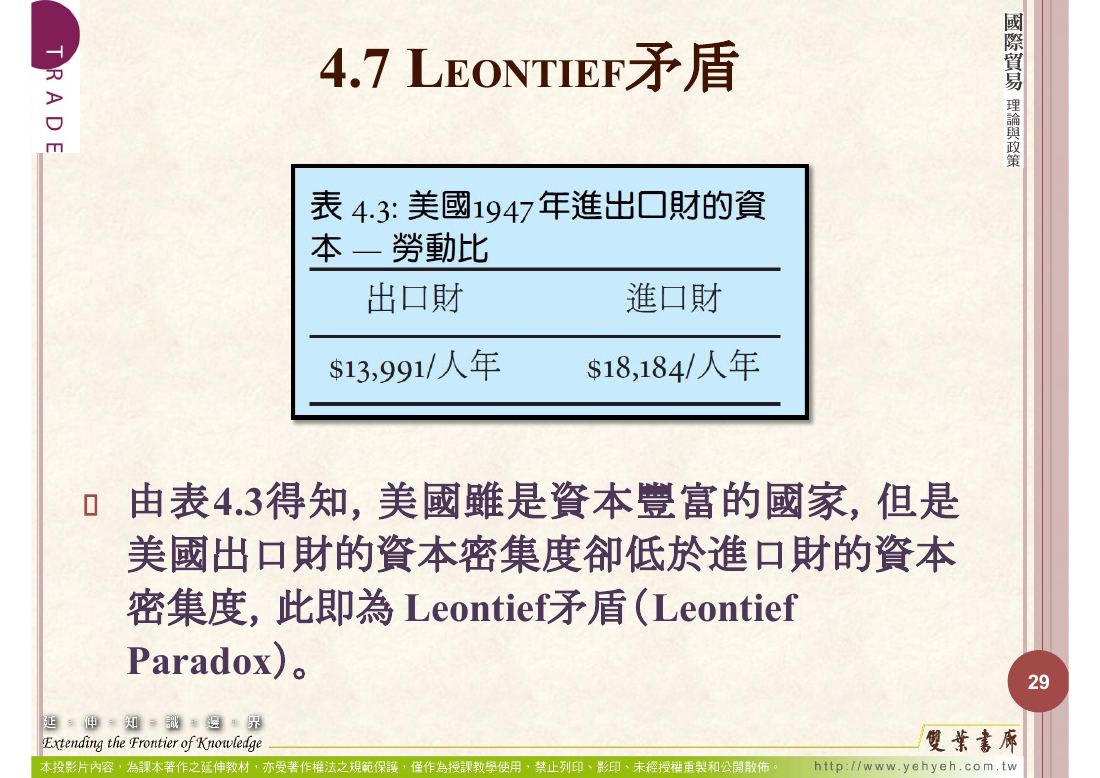 TRADE
國際貿易 理論與政策
4.7 LEONTIEF矛盾
表 4.3: 美國1947年進出口財的資
本 — 勞動比
出口財 進口財
$13,991/人年 $18,184/人年
由表4.3得知, 美國雖是資本豐富的國家, 但是
美國出口財的資本密集度卻低於進口財的資本
密集度, 此即為 Leontief矛盾(Leontief
Paradox)。
29
延・伸・知・識・邊・界
Extending the Frontier of Knowledge
雙葉書廊
本投影片內容，為課本著作之延伸教材，亦受著作權法之規範保護，僅作為授課教學使用，禁止列印、影印、未經授權重製和公開散佈。 http://www.yehyeh.com.tw